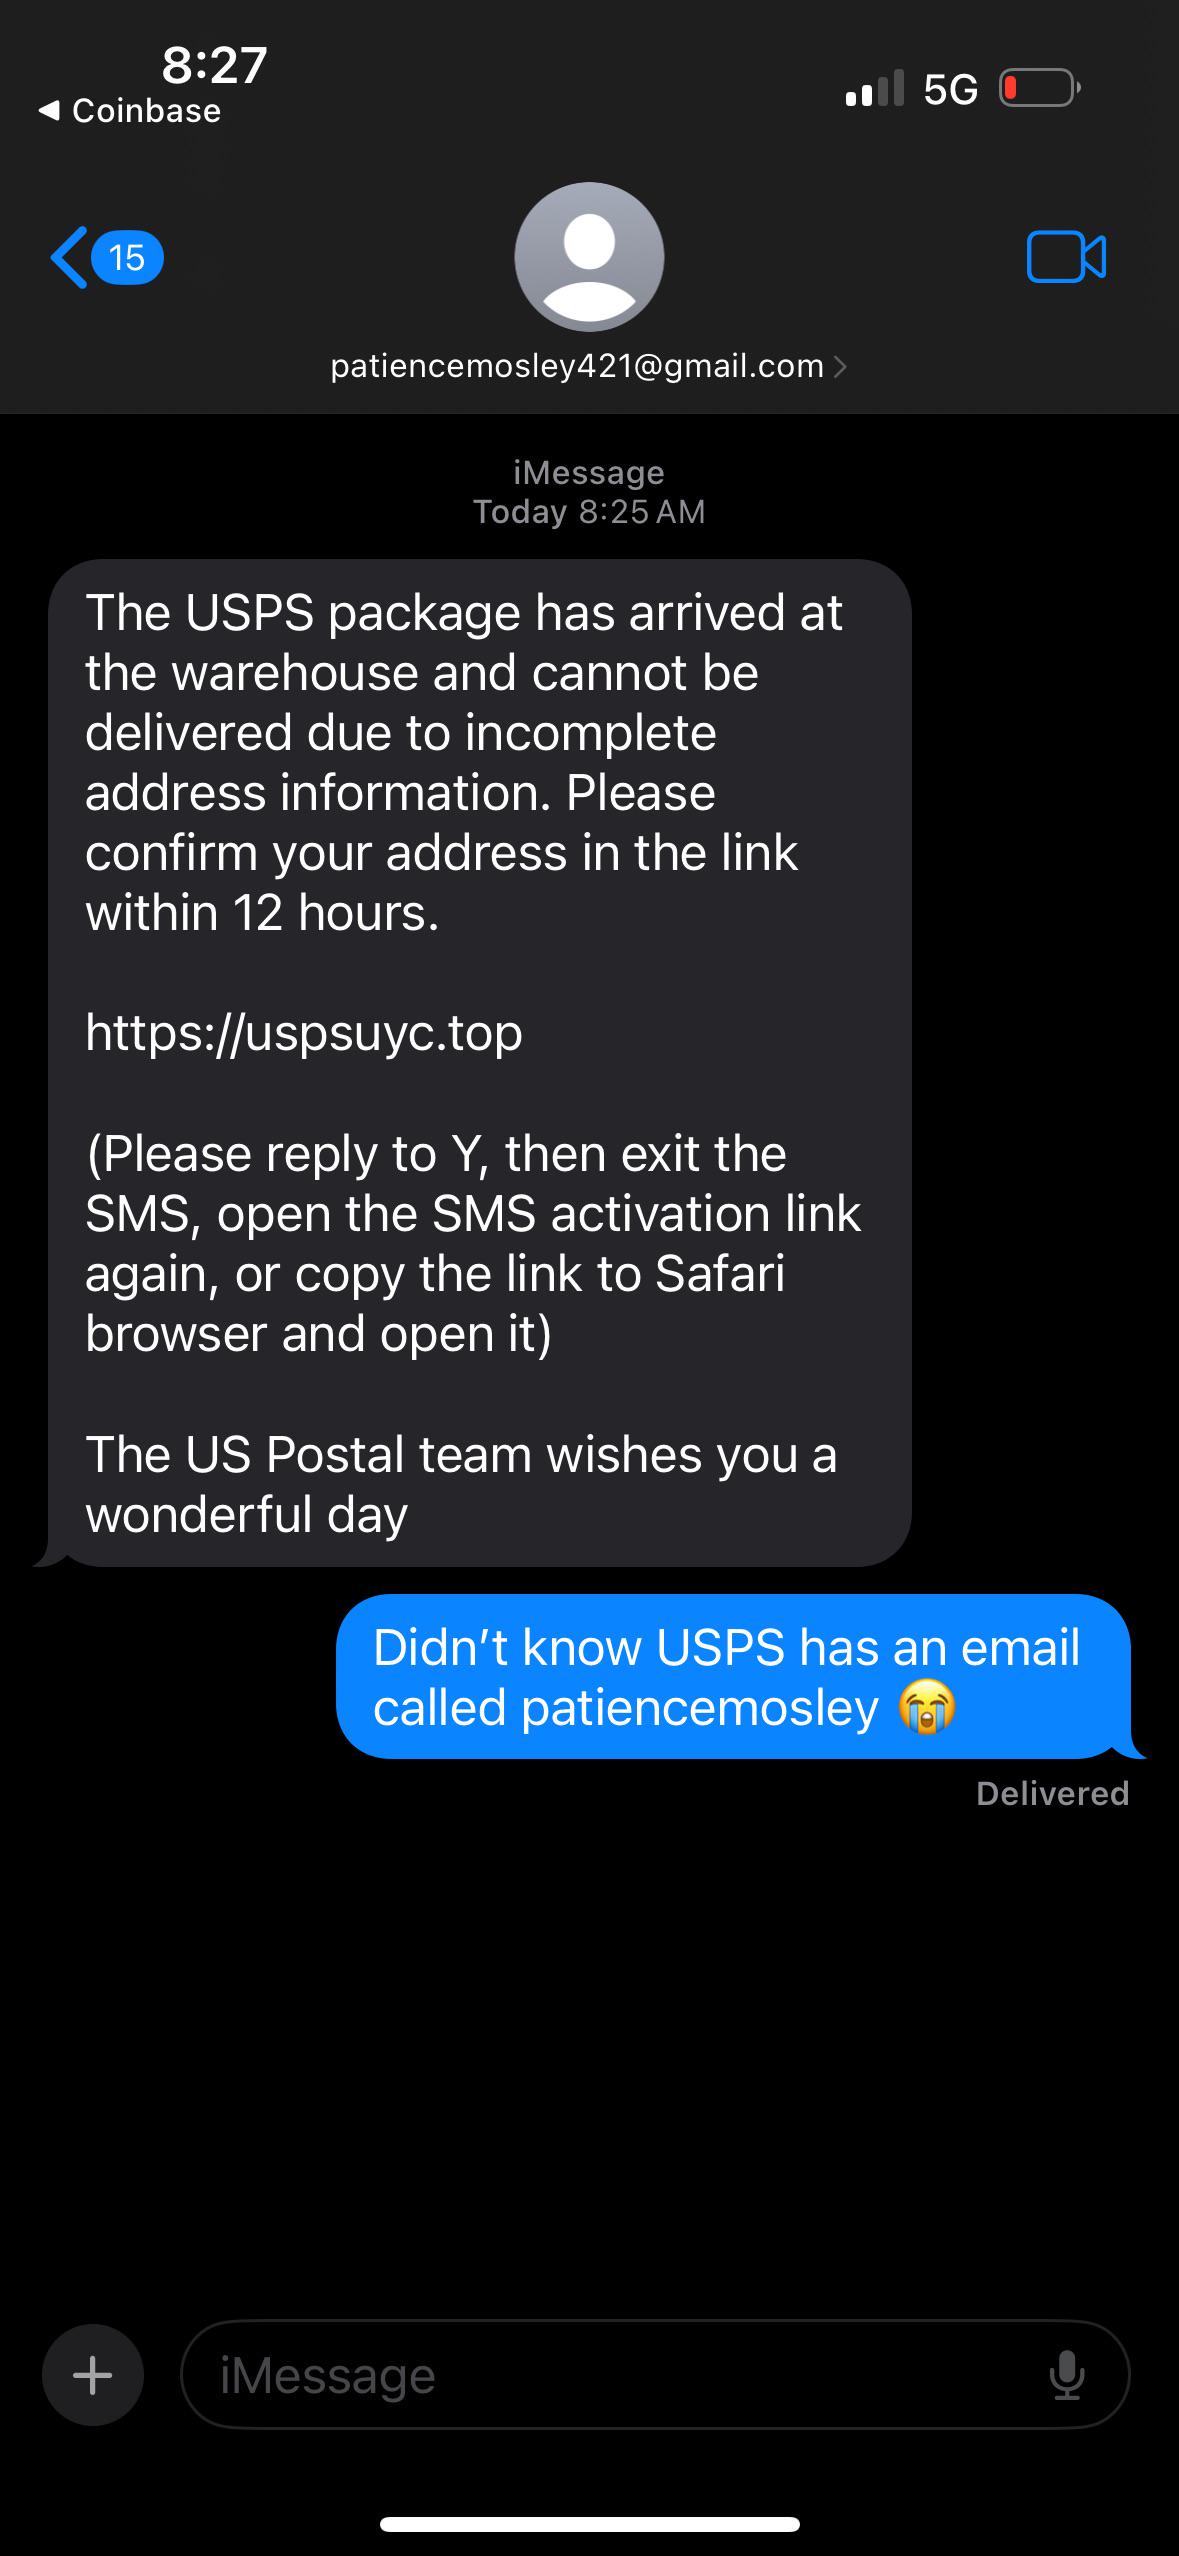 8:27
Coinbase
5G
15
patiencemosley421@gmail.com
iMessage
Today 8:25 AM
The USPS package has arrived at
the warehouse and cannot be
delivered due to incomplete
address information. Please
confirm your address in the link
within 12 hours.
https://uspsuyc.top
(Please reply to Y, then exit the
SMS, open the SMS activation link
again, or copy the link to Safari
browser and open it)
The US Postal team wishes you a
wonderful day
Didn’t know USPS has an email
called patiencemosley 😭
Delivered
iMessage